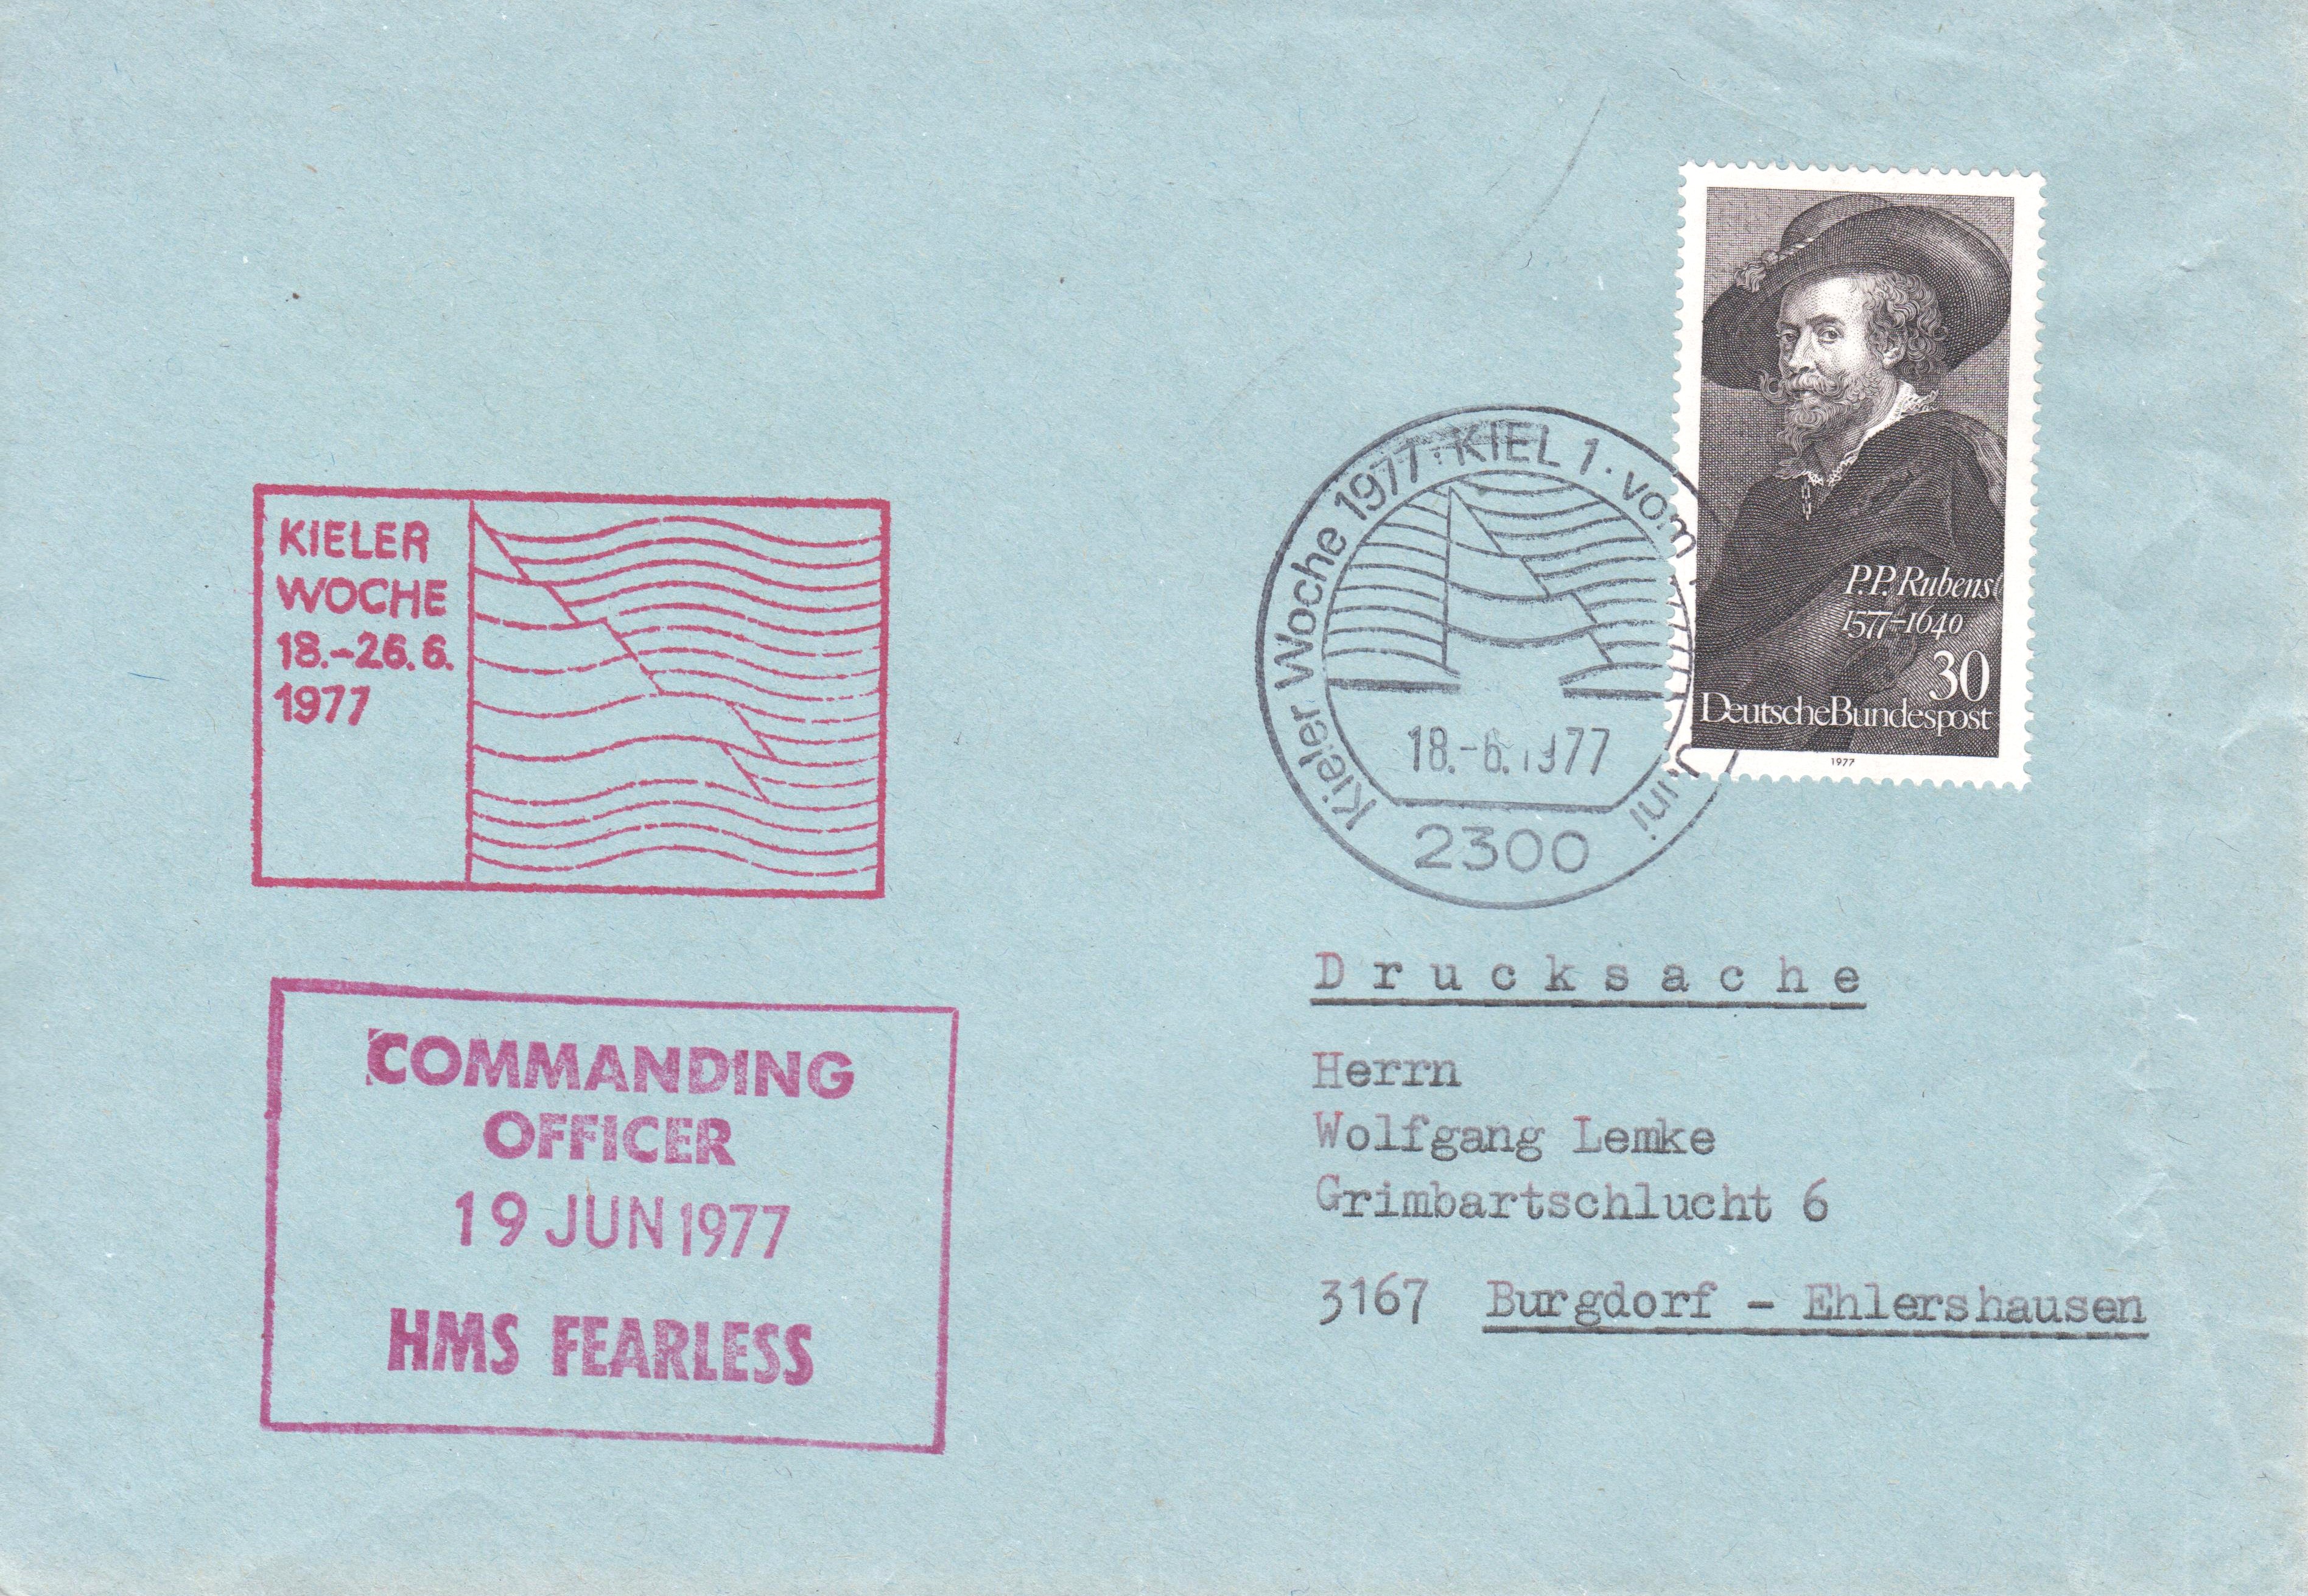 KIELER
WOCHE
18.-26.6.
1977
COMMANDING
OFFICER
19 JUN 1977
HMS FEARLESS
Kieler Woche 1977 · KIEL 1 · vom
18.-6.1977
2300
P.P. Rubens
1577-1640
30
Deutsche Bundespost
1977
Drucksache
Herrn
Wolfgang Lemke
Grimbartschlucht 6
3167 Burgdorf - Ehlershausen